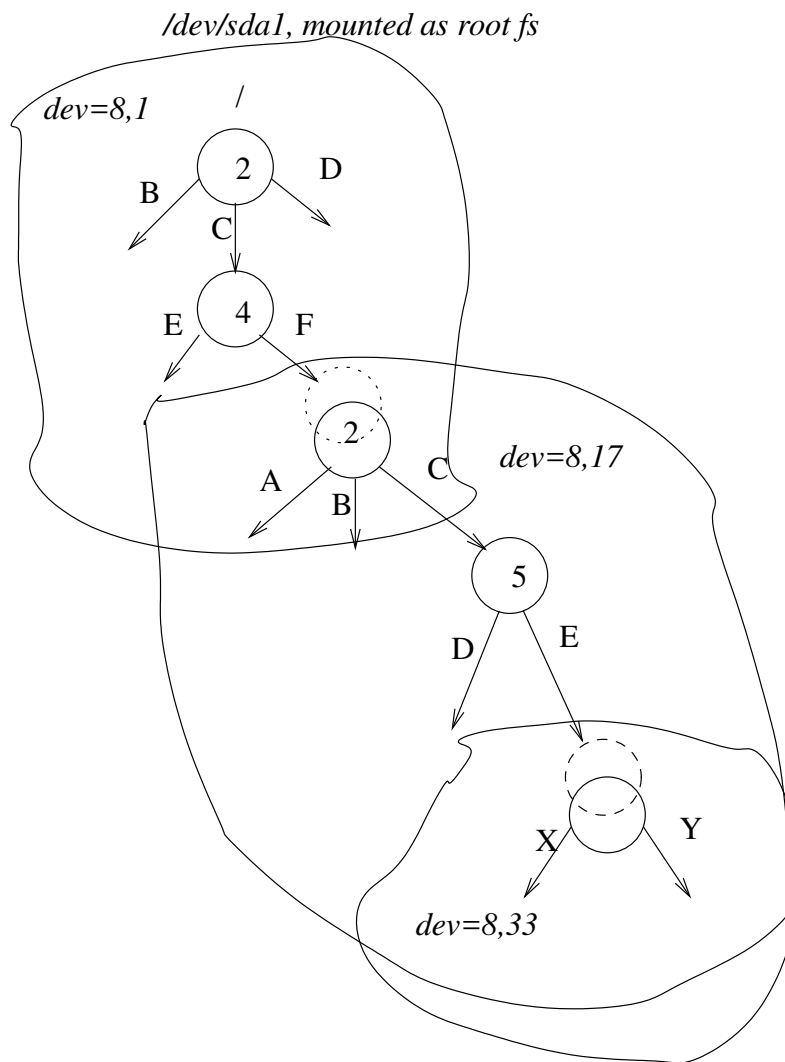 /dev/sda1, mounted as root fs
dev=8,1
/
2
B
D
C
4
E
F
2
C
dev=8,17
A
B
5
D
E
X
Y
dev=8,33